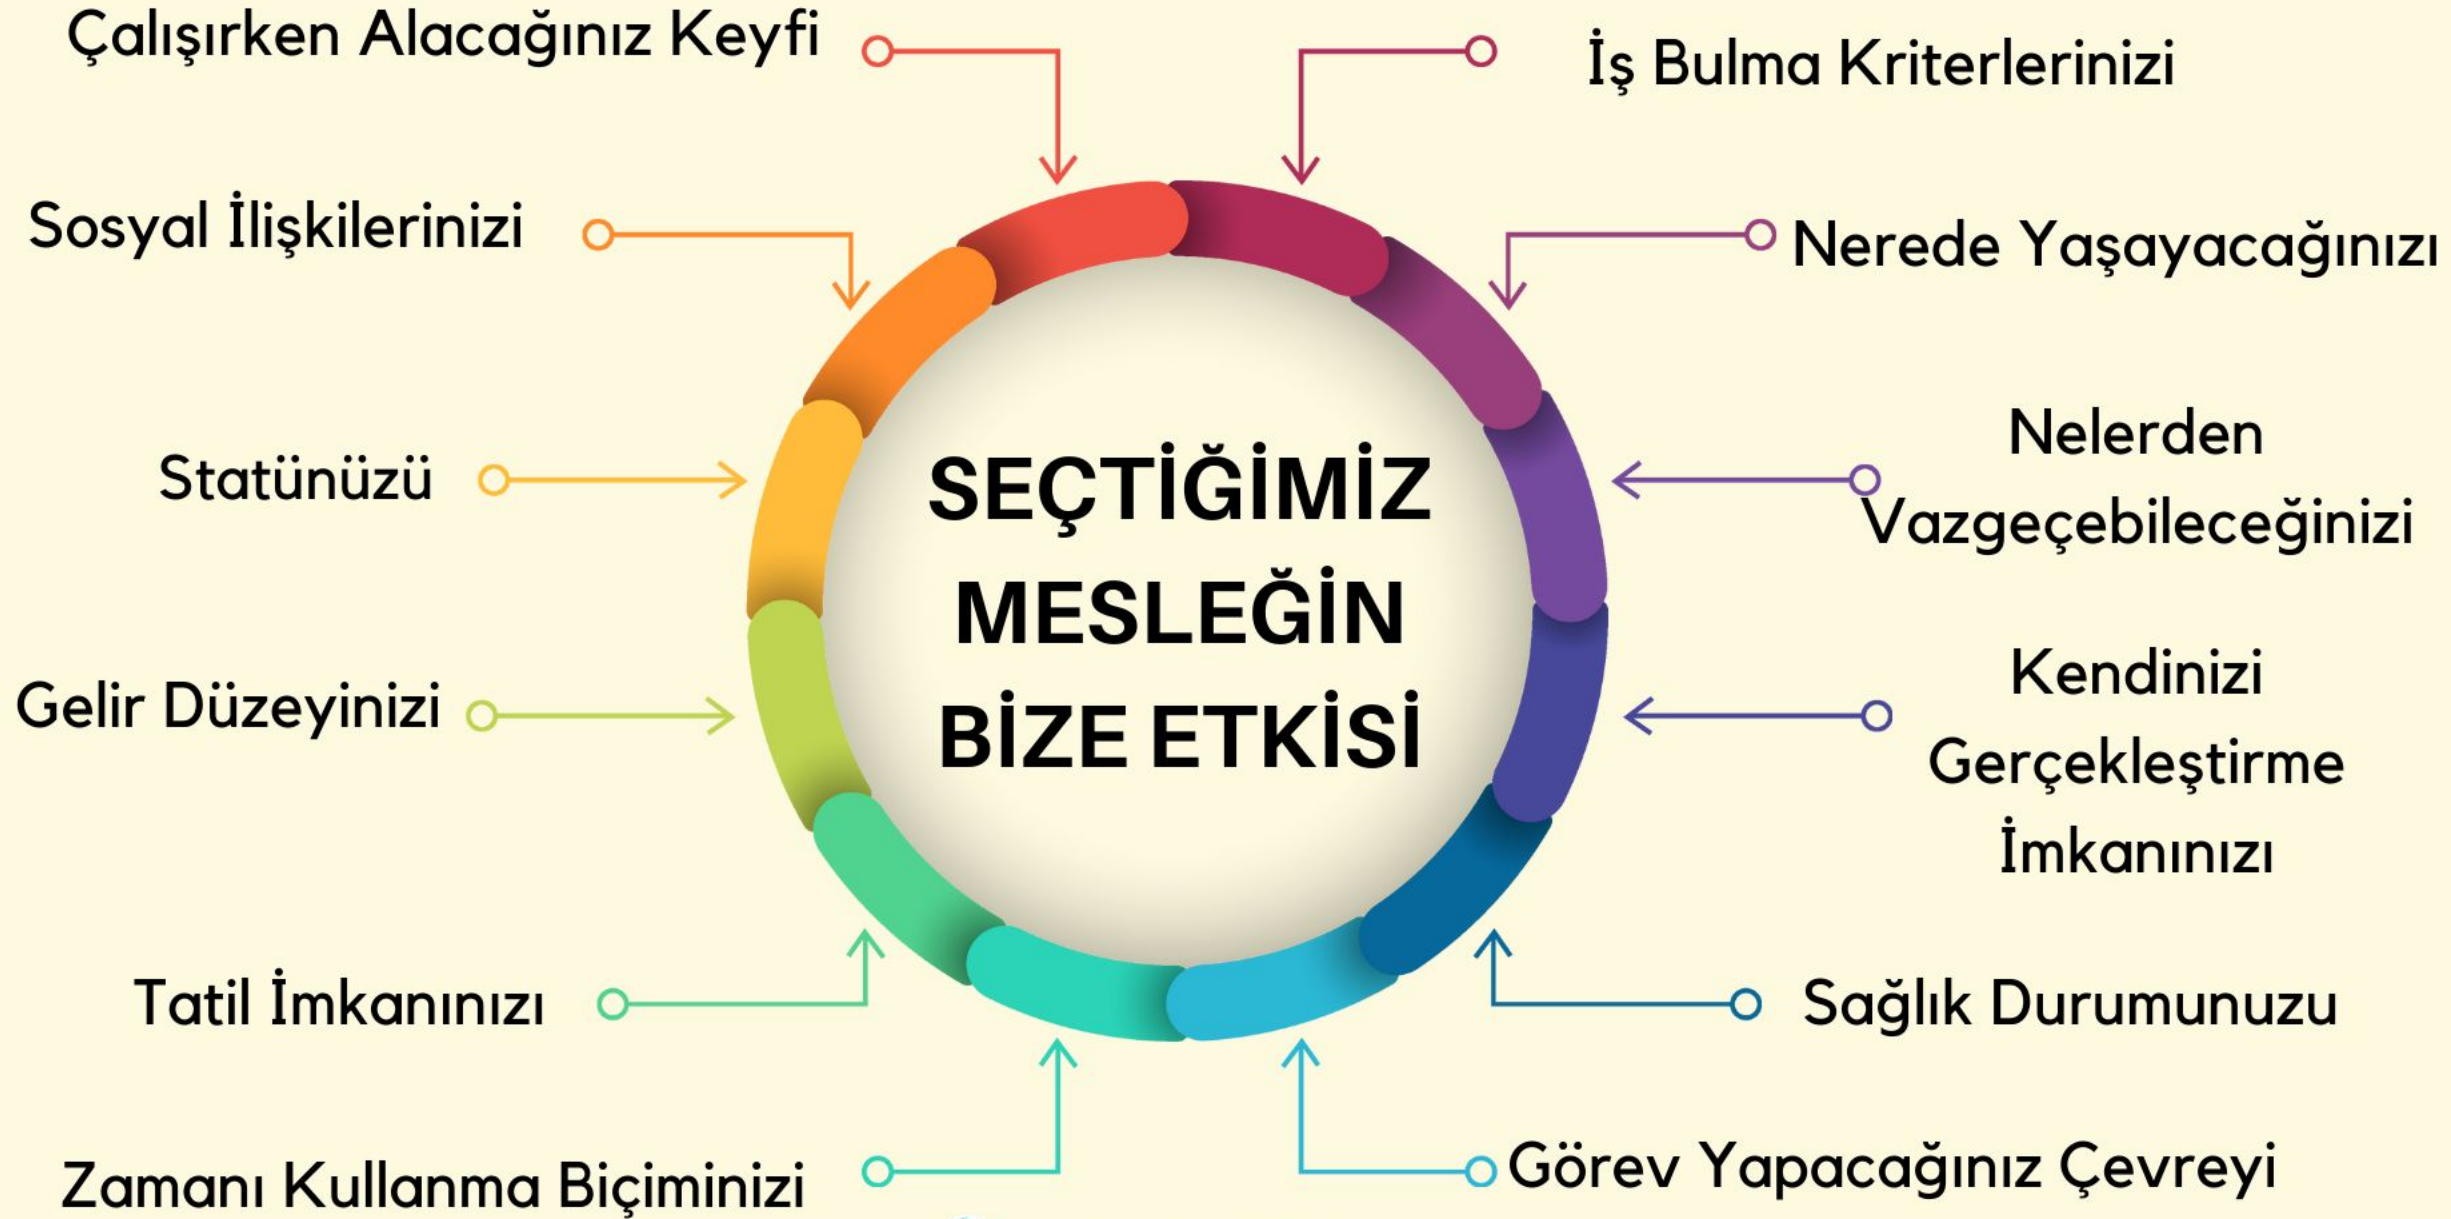 Çalışırken Alacağınız Keyfi
İş Bulma Kriterlerinizi
Sosyal İlişkilerinizi
Nerede Yaşayacağınızı
Statünüzü
Nelerden
Vazgeçebileceğinizi
SEÇTİĞİMİZ
MESLEĞİN
BİZE ETKİSİ
Gelir Düzeyinizi
Kendinizi
Gerçekleştirme
İmkanınızı
Tatil İmkanınızı
Sağlık Durumunuzu
Zamanı Kullanma Biçiminizi
Görev Yapacağınız Çevreyi